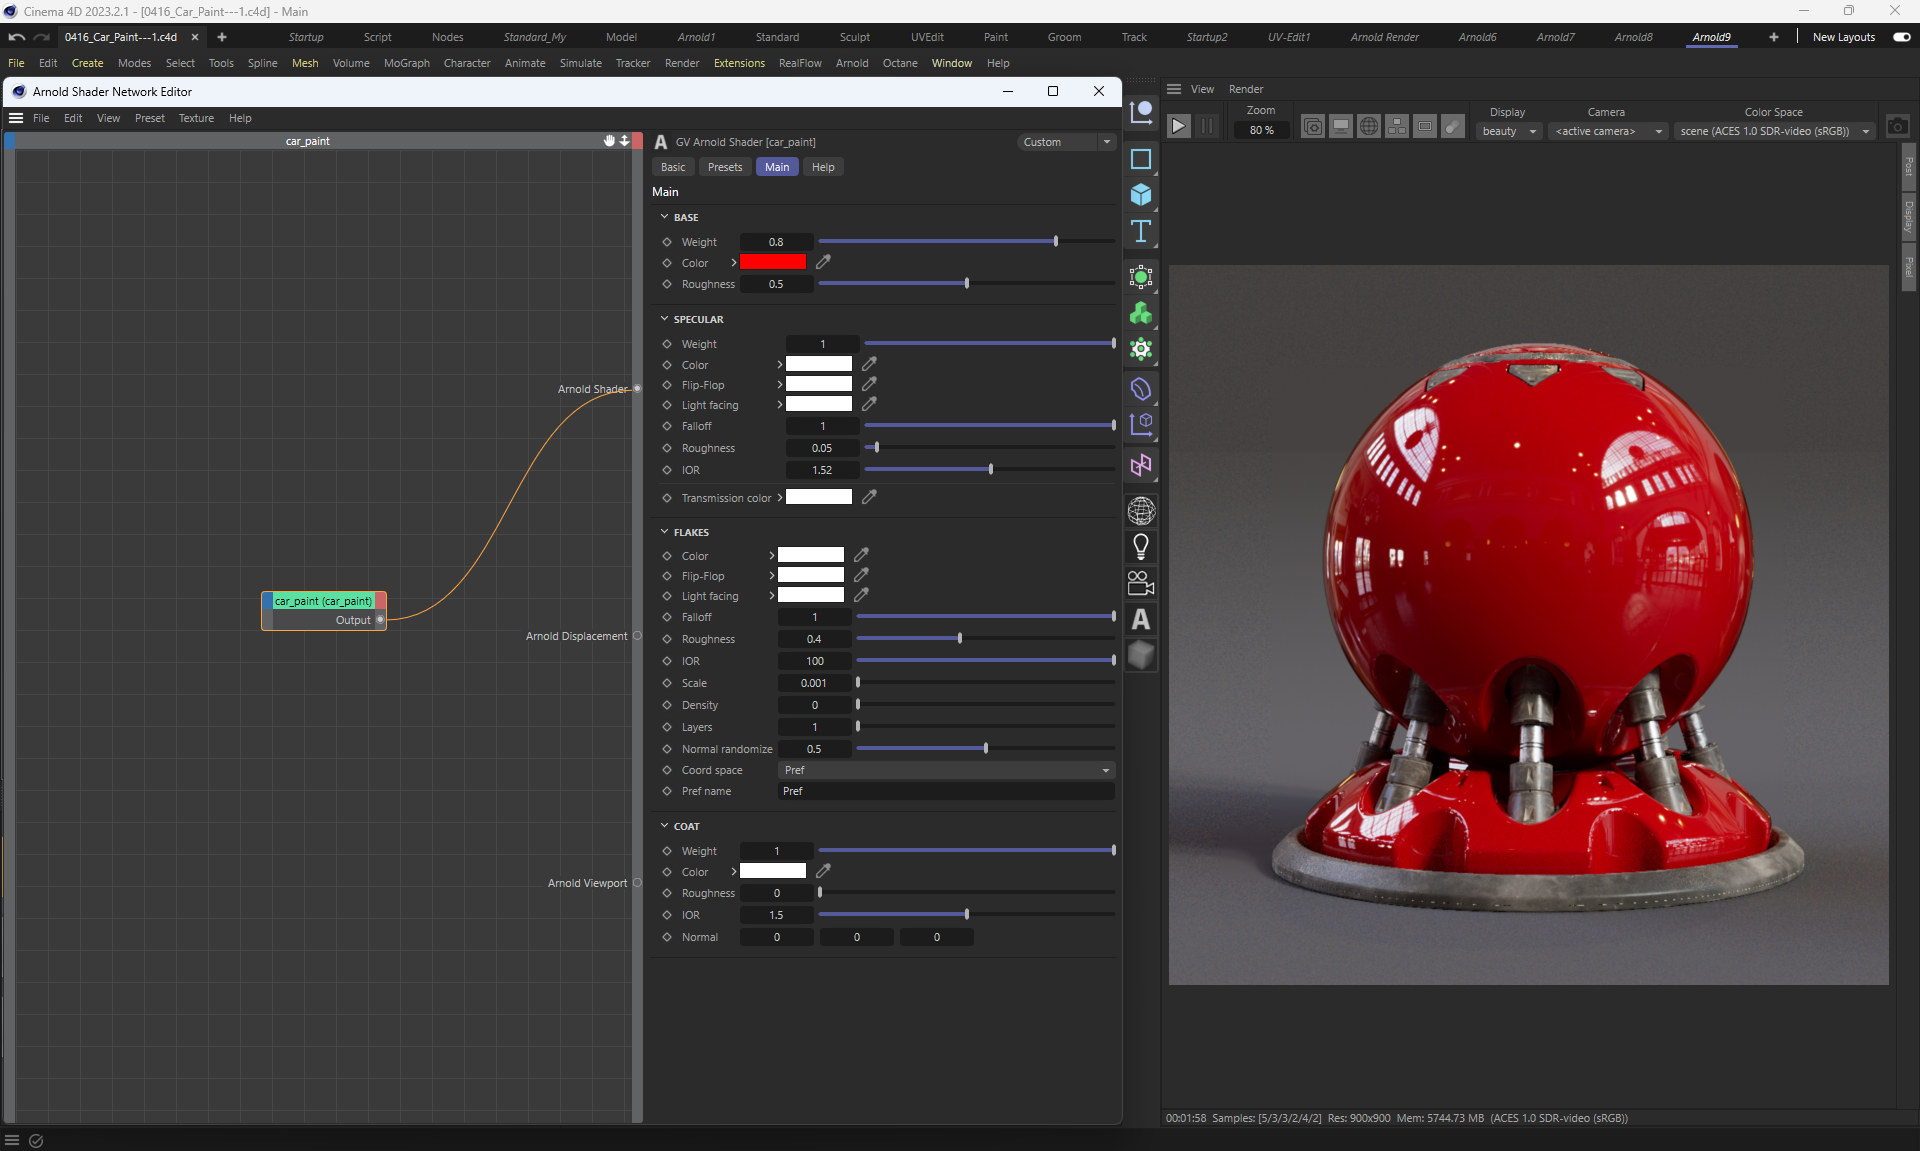 Cinema 4D 2023.2.1 - [0416_Car_Paint---1.c4d] - Main
0416_Car_Paint---1.c4d × + Startup Script Nodes Standard_My Model Arnold1 Standard Sculpt UVEdit Paint Groom Track Startup2 UV-Edit1 Arnold Render Arnold6 Arnold7 Arnold8 Arnold9 + New Layouts
File Edit Create Modes Select Tools Spline Mesh Volume MoGraph Character Animate Simulate Tracker Render Extensions RealFlow Arnold Octane Window Help
Arnold Shader Network Editor
File Edit View Preset Texture Help
car_paint
Arnold Shader
car_paint (car_paint)
Output
Arnold Displacement
Arnold Viewport
A GV Arnold Shader [car_paint] Custom
Basic Presets Main Help
Main
BASE
Weight 0.8
Color
Roughness 0.5
SPECULAR
Weight 1
Color
Flip-Flop
Light facing
Falloff 1
Roughness 0.05
IOR 1.52
Transmission color
FLAKES
Color
Flip-Flop
Light facing
Falloff 1
Roughness 0.4
IOR 100
Scale 0.001
Density 0
Layers 1
Normal randomize 0.5
Coord space Pref
Pref name Pref
COAT
Weight 1
Color
Roughness 0
IOR 1.5
Normal 0 0 0
T
A
View Render
Zoom Display Camera Color Space
80 % beauty <active camera> scene (ACES 1.0 SDR-video (sRGB))
Post
Display
Pixel
00:01:58 Samples: [5/3/3/2/4/2] Res: 900x900 Mem: 5744.73 MB (ACES 1.0 SDR-video (sRGB))